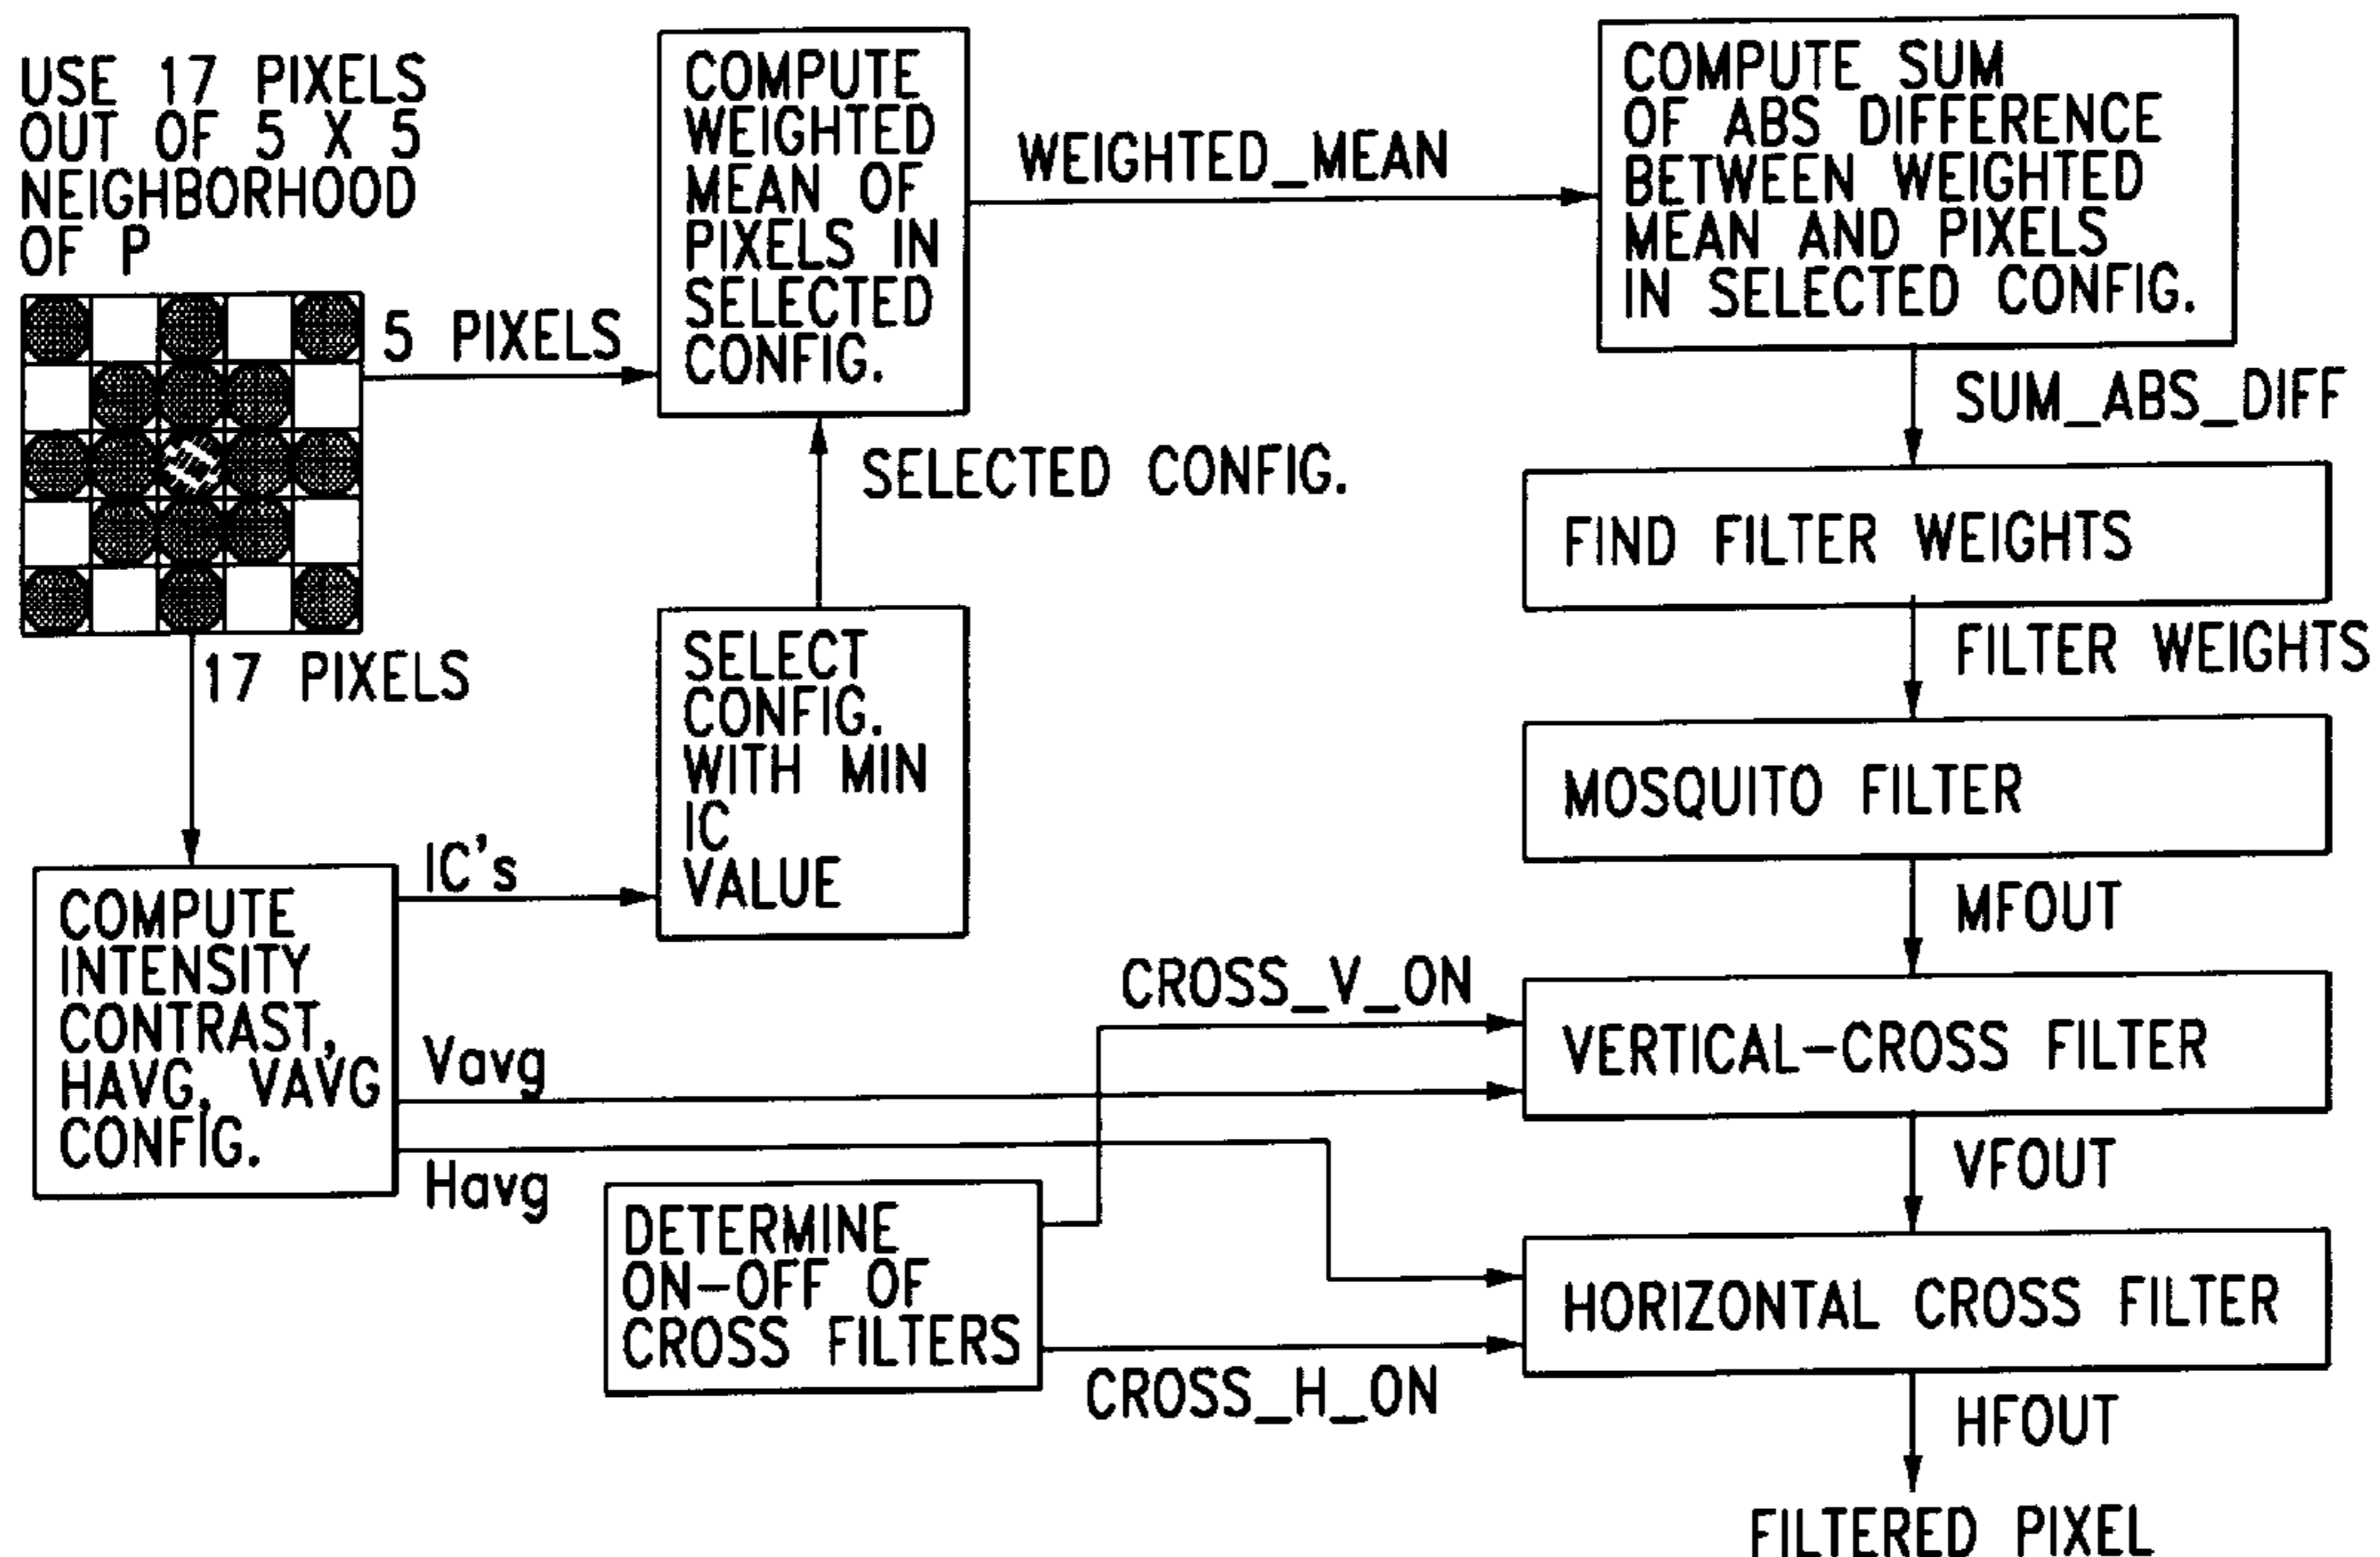 USE 17 PIXELS
OUT OF 5 X 5
NEIGHBORHOOD
OF P
5 PIXELS
17 PIXELS
COMPUTE
WEIGHTED
MEAN OF
PIXELS IN
SELECTED
CONFIG.
WEIGHTED_MEAN
COMPUTE SUM
OF ABS DIFFERENCE
BETWEEN WEIGHTED
MEAN AND PIXELS
IN SELECTED CONFIG.
SUM_ABS_DIFF
SELECTED CONFIG.
FIND FILTER WEIGHTS
FILTER WEIGHTS
SELECT
CONFIG.
WITH MIN
IC
VALUE
MOSQUITO FILTER
MFOUT
COMPUTE
INTENSITY
CONTRAST,
HAVG, VAVG
CONFIG.
IC's
Vavg
Havg
CROSS_V_ON
VERTICAL-CROSS FILTER
VFOUT
DETERMINE
ON-OFF OF
CROSS FILTERS
CROSS_H_ON
HORIZONTAL CROSS FILTER
HFOUT
FILTERED PIXEL